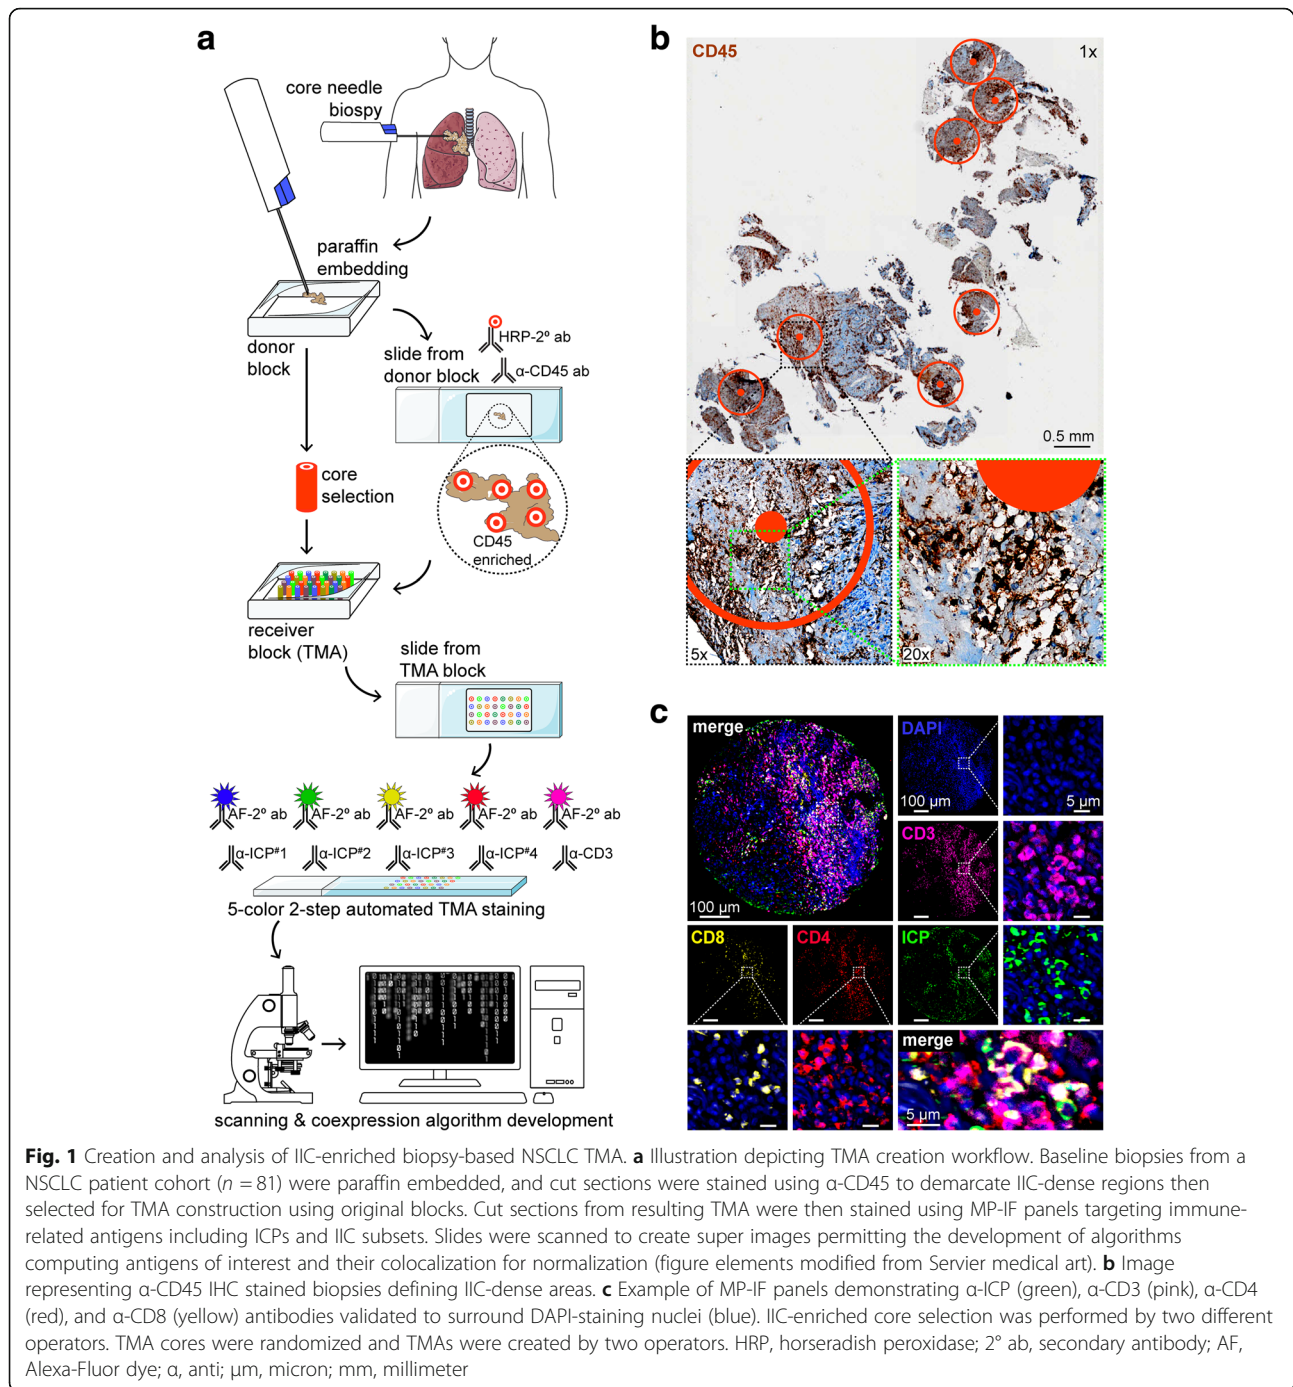 a
core needle
biospy
paraffin
embedding
donor
block
slide from
donor block
HRP-2º ab
α-CD45 ab
core
selection
CD45
enriched
receiver
block (TMA)
slide from
TMA block
AF-2º ab
AF-2º ab
AF-2º ab
AF-2º ab
AF-2º ab
α-ICP#1
α-ICP#2
α-ICP#3
α-ICP#4
α-CD3
5-color 2-step automated TMA staining
scanning & coexpression algorithm development
b
CD45
1x
0.5 mm
5x
20x
c
merge
100 µm
DAPI
100 µm
5 µm
CD3
CD8
CD4
ICP
merge
5 µm
Fig. 1 Creation and analysis of IIC-enriched biopsy-based NSCLC TMA. a Illustration depicting TMA creation workflow. Baseline biopsies from a
NSCLC patient cohort (n = 81) were paraffin embedded, and cut sections were stained using α-CD45 to demarcate IIC-dense regions then
selected for TMA construction using original blocks. Cut sections from resulting TMA were then stained using MP-IF panels targeting immune-
related antigens including ICPs and IIC subsets. Slides were scanned to create super images permitting the development of algorithms
computing antigens of interest and their colocalization for normalization (figure elements modified from Servier medical art). b Image
representing α-CD45 IHC stained biopsies defining IIC-dense areas. c Example of MP-IF panels demonstrating α-ICP (green), α-CD3 (pink), α-CD4
(red), and α-CD8 (yellow) antibodies validated to surround DAPI-staining nuclei (blue). IIC-enriched core selection was performed by two different
operators. TMA cores were randomized and TMAs were created by two operators. HRP, horseradish peroxidase; 2° ab, secondary antibody; AF,
Alexa-Fluor dye; α, anti; µm, micron; mm, millimeter